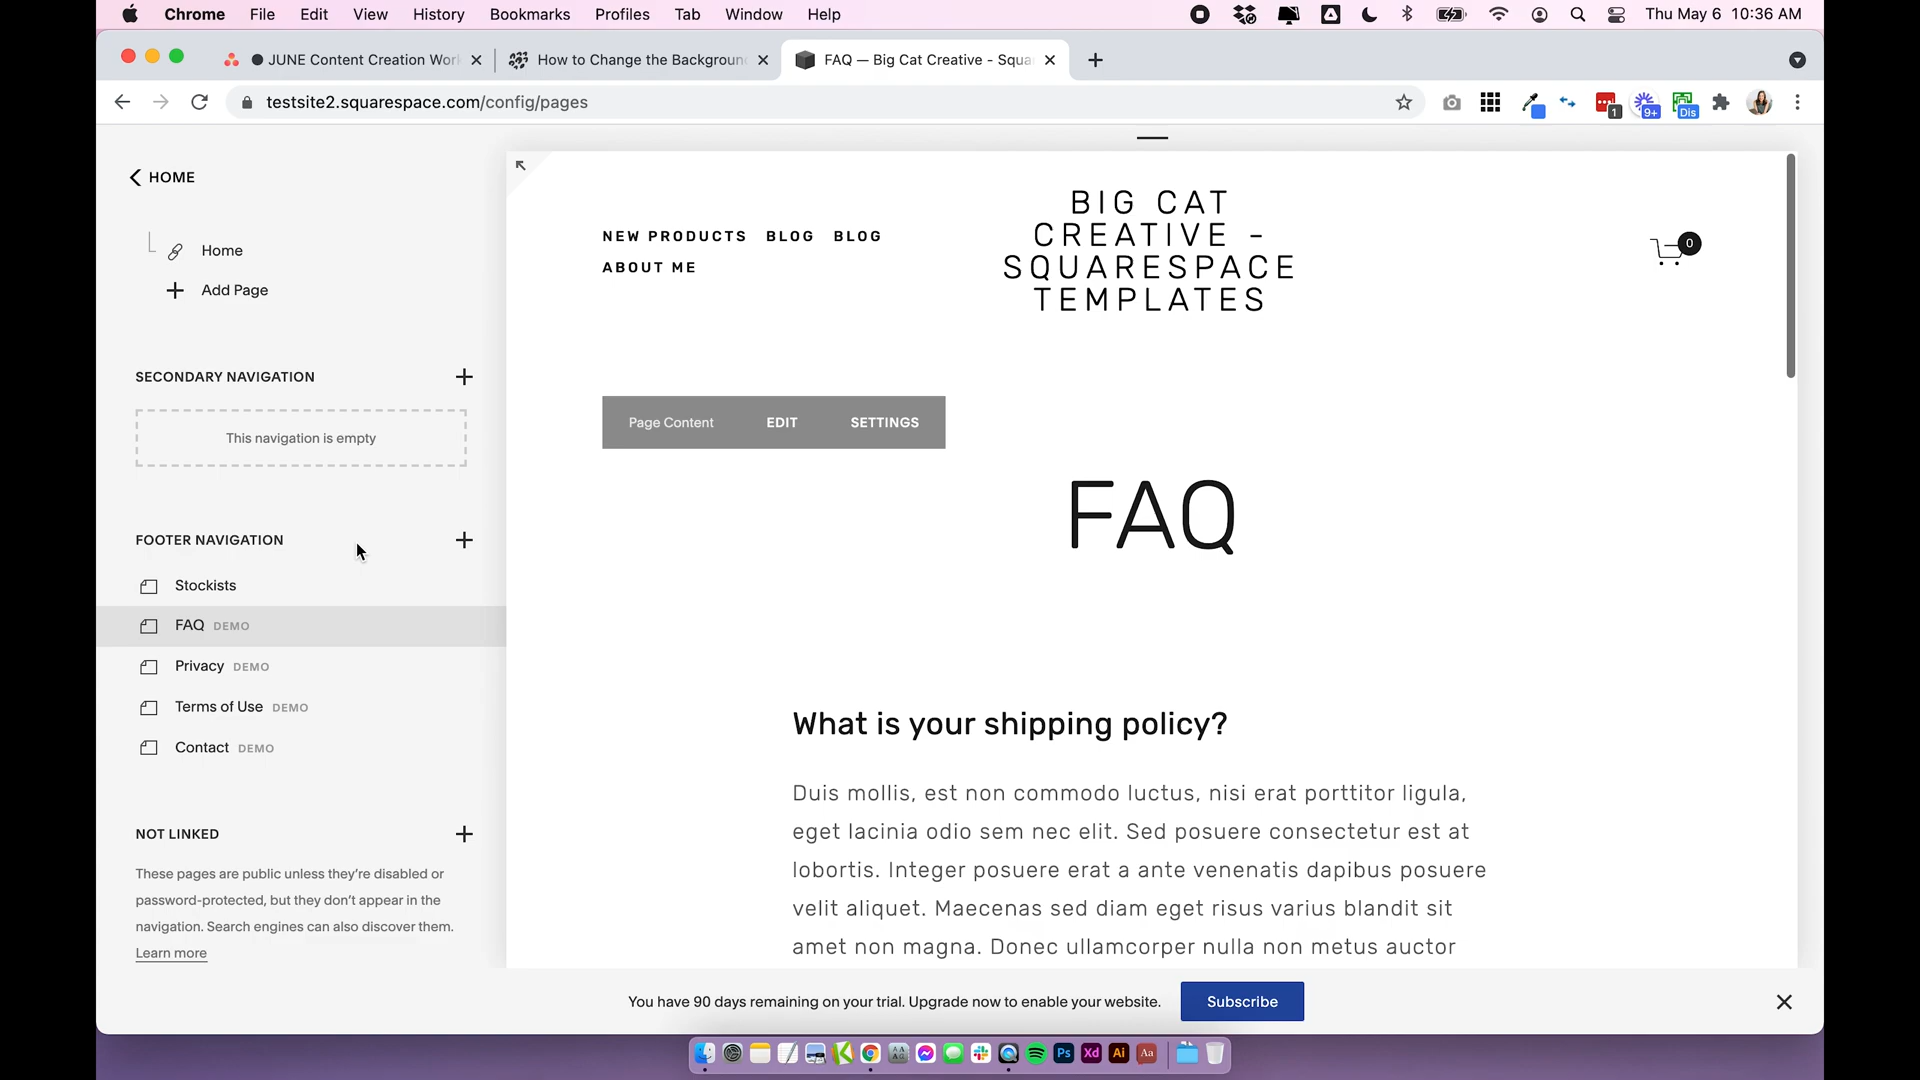 Chrome File Edit View History Bookmarks Profiles Tab Window Help Thu May 6 10:36 AM
JUNE Content Creation Wor
How to Change the Backgroun
FAQ — Big Cat Creative - Squa
testsite2.squarespace.com/config/pages
1
9+
Dis
HOME
Home
Add Page
SECONDARY NAVIGATION
This navigation is empty
FOOTER NAVIGATION
Stockists
FAQ DEMO
Privacy DEMO
Terms of Use DEMO
Contact DEMO
NOT LINKED
These pages are public unless they're disabled or
password-protected, but they don't appear in the
navigation. Search engines can also discover them.
Learn more
NEW PRODUCTS BLOG BLOG
ABOUT ME
BIG CAT
CREATIVE -
SQUARESPACE
TEMPLATES
0
Page Content EDIT SETTINGS
FAQ
What is your shipping policy?
Duis mollis, est non commodo luctus, nisi erat porttitor ligula,
eget lacinia odio sem nec elit. Sed posuere consectetur est at
lobortis. Integer posuere erat a ante venenatis dapibus posuere
velit aliquet. Maecenas sed diam eget risus varius blandit sit
amet non magna. Donec ullamcorper nulla non metus auctor
You have 90 days remaining on your trial. Upgrade now to enable your website.
Subscribe
Ps
Xd
Ai
Aa